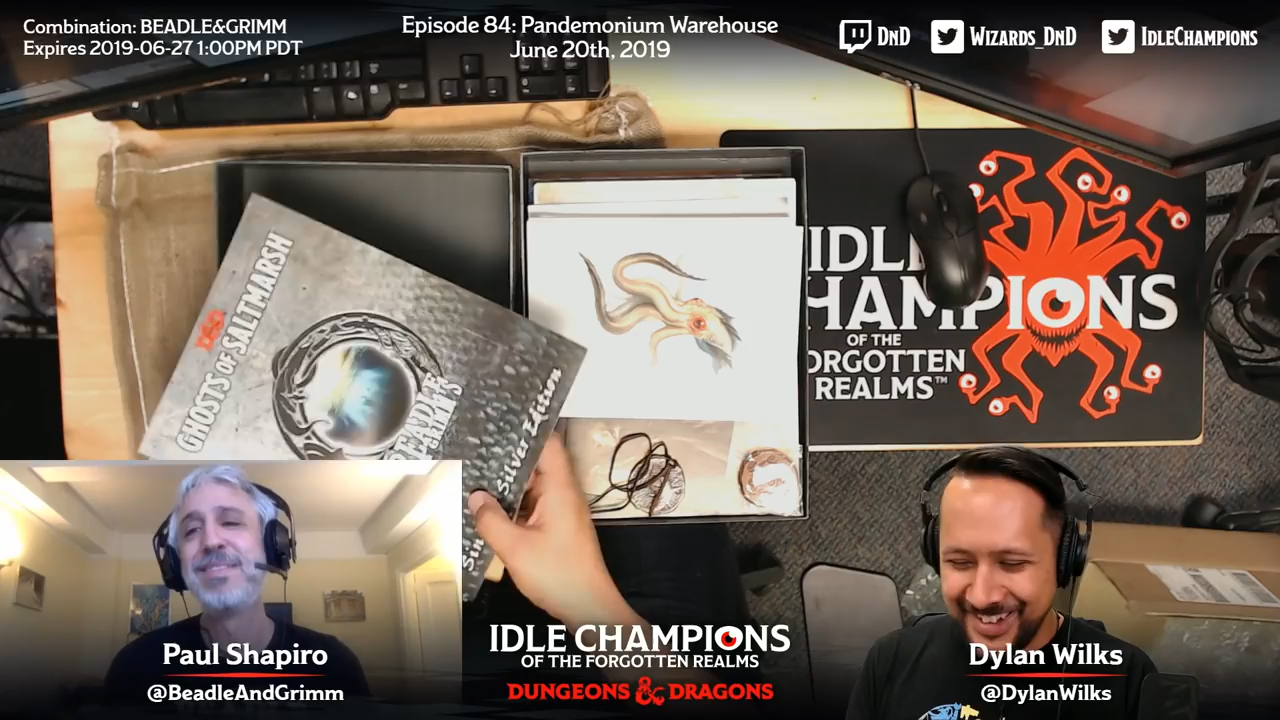 Combination: BEADLE&GRIMM
Expires 2019-06-27 1:00PM PDT
Episode 84: Pandemonium Warehouse
June 20th, 2019
DnD
Wizards_DnD
IdleChampions
GHOSTS OF SALTMARSH
BEADLE
Silver Edition
IDLE
CHAMPIONS
OF THE
FORGOTTEN
REALMS™
Paul Shapiro
@BeadleAndGrimm
IDLE CHAMPIONS
OF THE FORGOTTEN REALMS
DUNGEONS & DRAGONS
Dylan Wilks
@DylanWilks